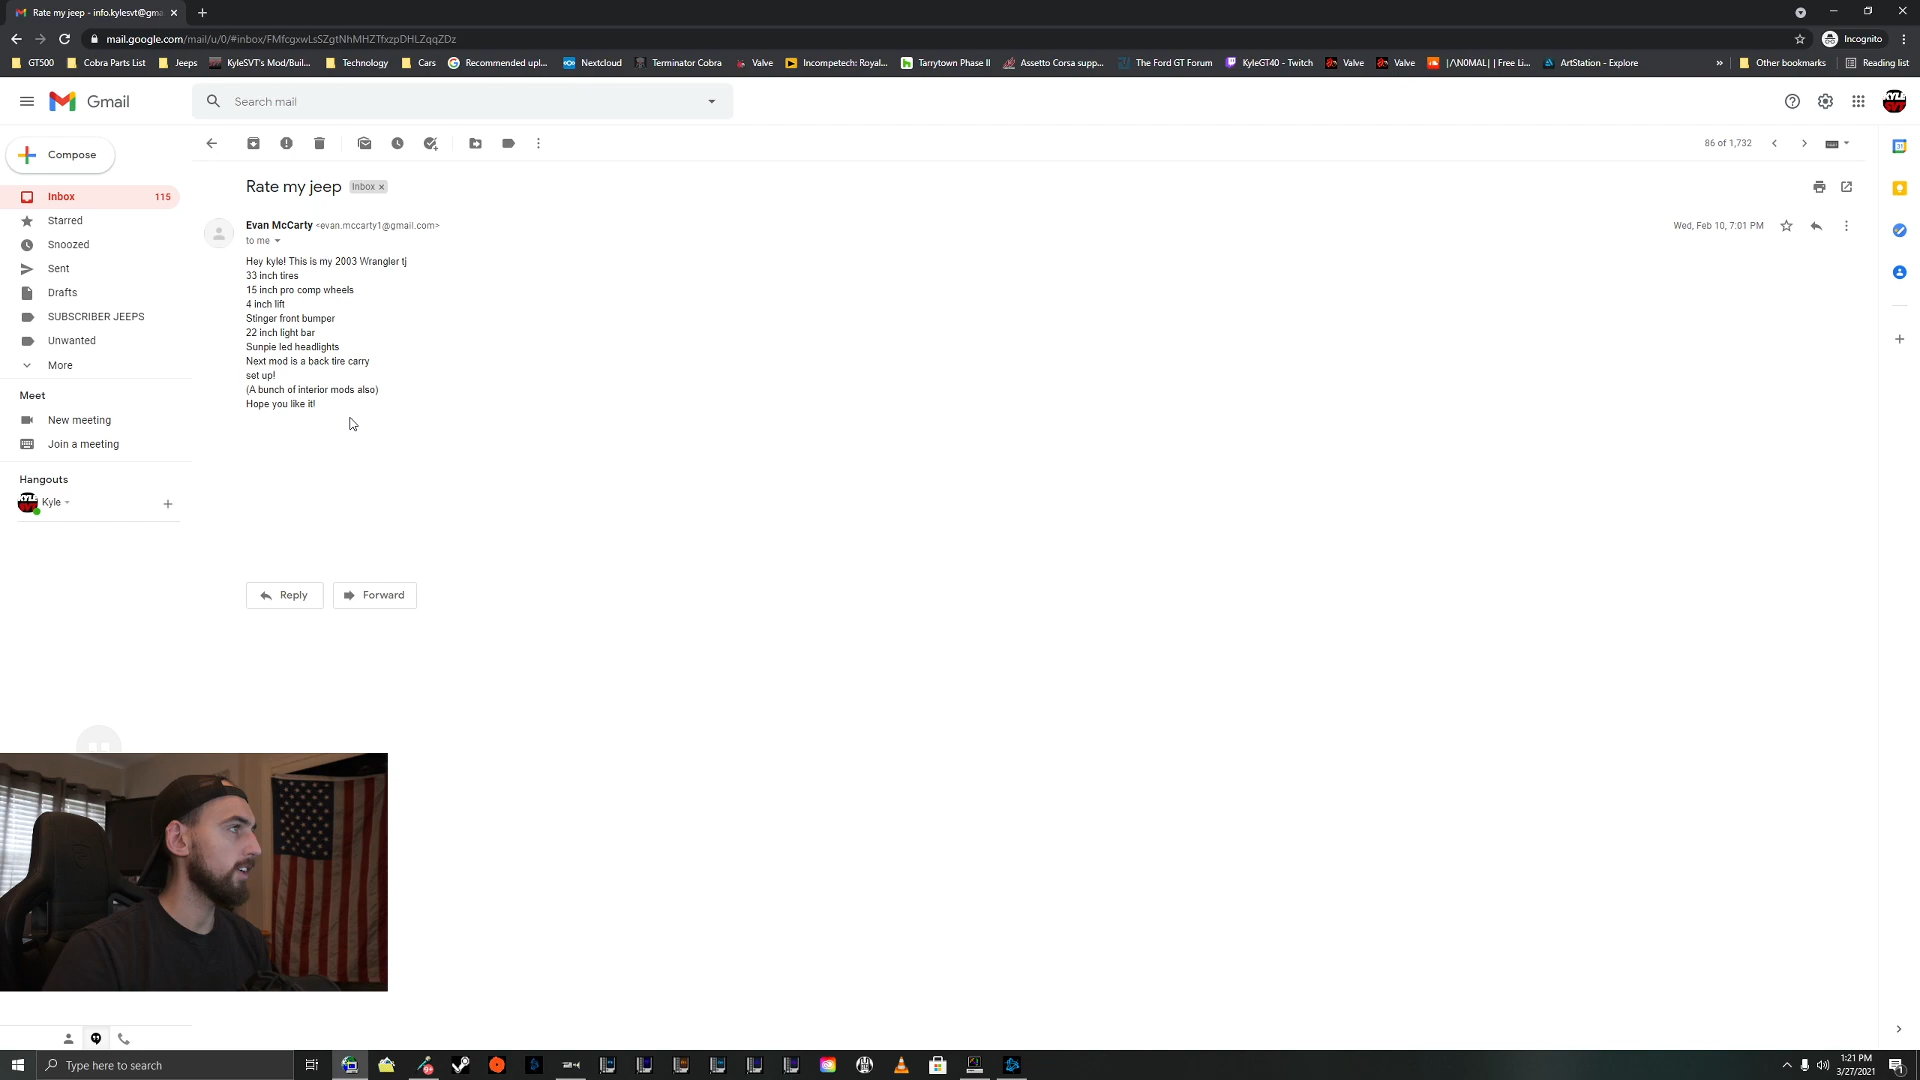 Rate my jeep - info.kylesvt@gma
mail.google.com/mail/u/0/#inbox/FMfcgxwLsSZgtNhMHZTfxzpDHLZqqZDz
Incognito
GT500
Cobra Parts List
Jeeps
KyleSVT's Mod/Buil...
Technology
Cars
Recommended upl...
Nextcloud
Terminator Cobra
Valve
Incompetech: Royal...
Tarrytown Phase II
Assetto Corsa supp...
The Ford GT Forum
KyleGT40 - Twitch
Valve
Valve
|/\N0MAL| | Free Li...
ArtStation - Explore
»
Other bookmarks
Reading list
Gmail
Search mail
Compose
86 of 1,732
Inbox 115
Starred
Snoozed
Sent
Drafts
SUBSCRIBER JEEPS
Unwanted
More
Meet
New meeting
Join a meeting
Hangouts
Kyle
Rate my jeep Inbox x
Evan McCarty <evan.mccarty1@gmail.com>
Wed, Feb 10, 7:01 PM
to me
Hey kyle! This is my 2003 Wrangler tj
33 inch tires
15 inch pro comp wheels
4 inch lift
Stinger front bumper
22 inch light bar
Sunpie led headlights
Next mod is a back tire carry
set up!
(A bunch of interior mods also)
Hope you like it!
Reply
Forward
Type here to search
1:21 PM
3/27/2021